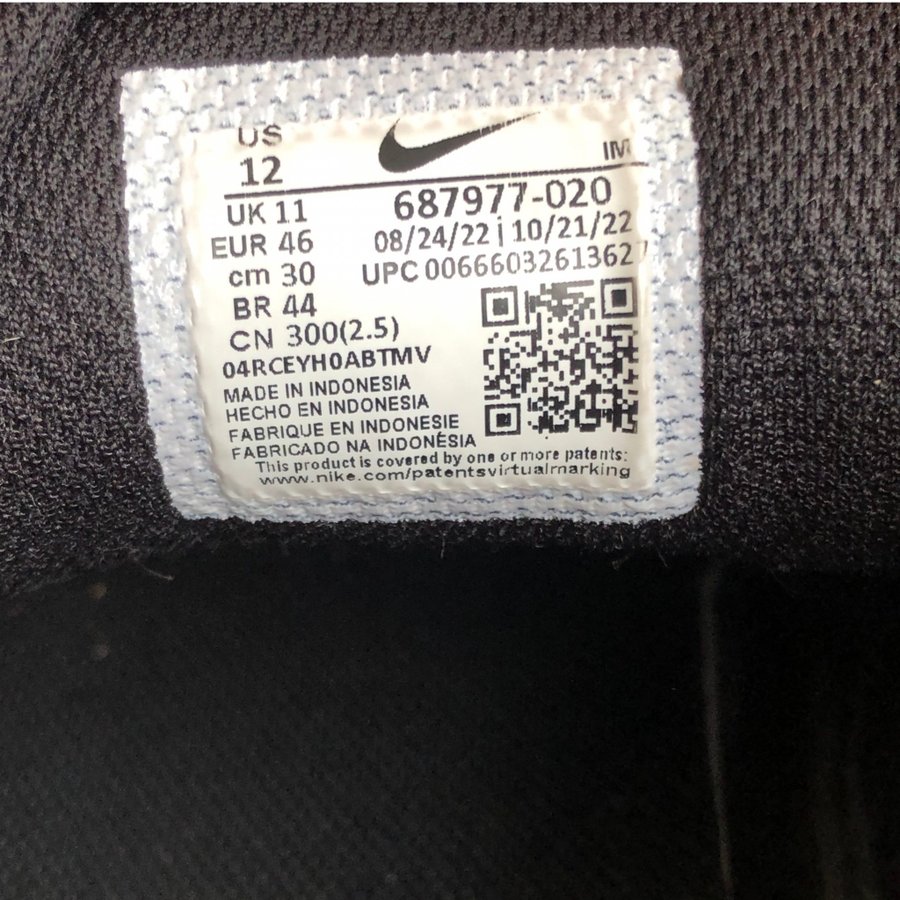 US
12
IM
UK 11
687977-020
EUR 46
08/24/22 | 10/21/22
cm 30
UPC 00666032613627
BR 44
CN 300(2.5)
04RCEYH0ABTMV
MADE IN INDONESIA
HECHO EN INDONESIA
FABRIQUE EN INDONESIE
FABRICADO NA INDONÉSIA
This product is covered by one or more patents:
www.nike.com/patentsvirtualmarking